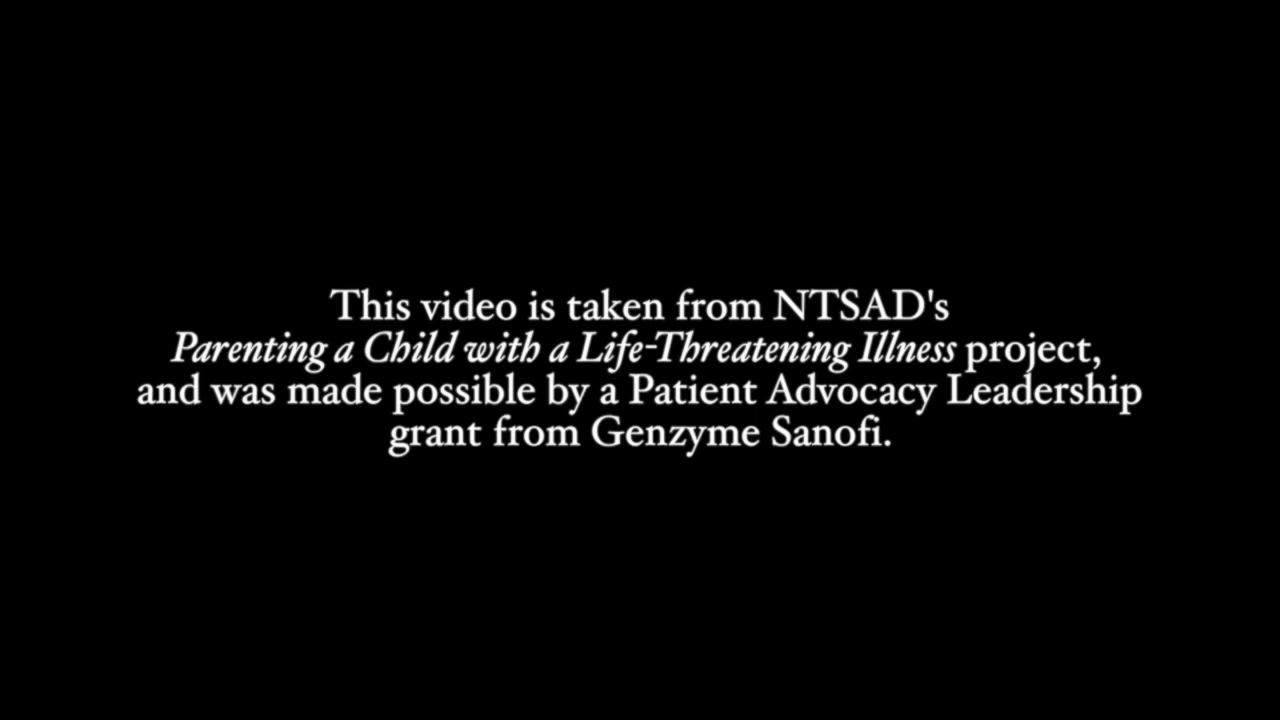 This video is taken from NTSAD's
Parenting a Child with a Life-Threatening Illness project,
and was made possible by a Patient Advocacy Leadership
grant from Genzyme Sanofi.